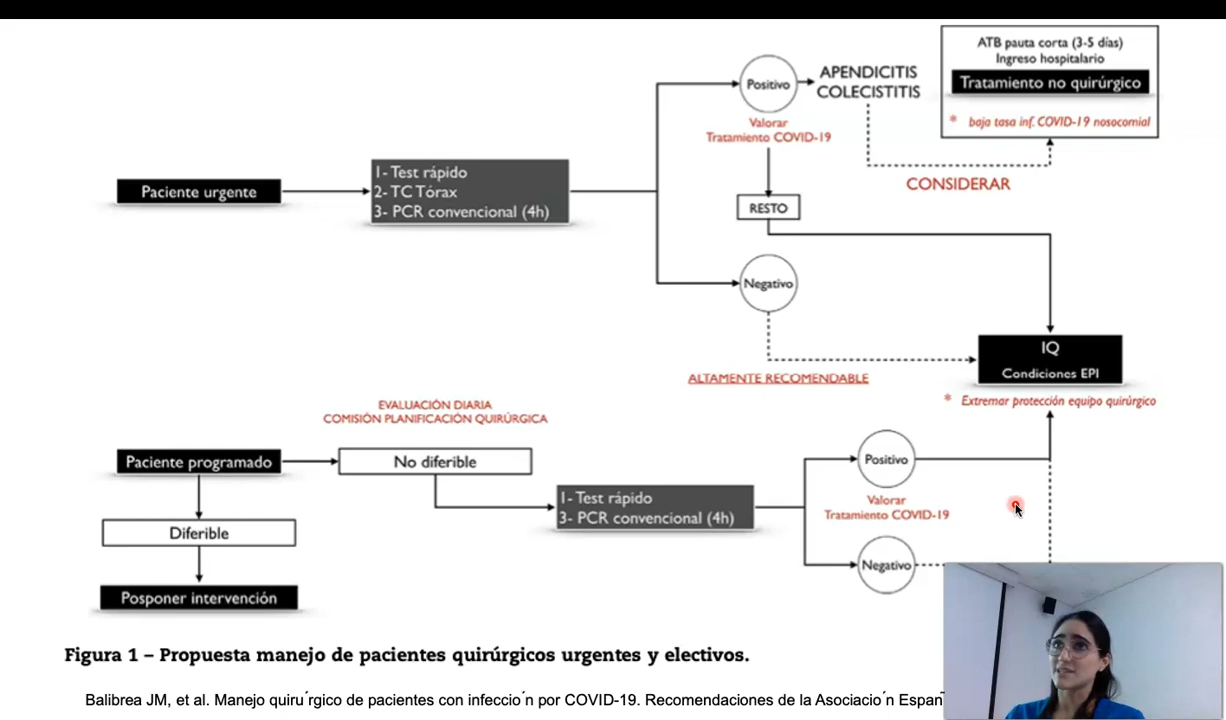 ATB pauta corta (3-5 días)
Ingreso hospitalario
Tratamiento no quirúrgico
* baja tasa inf. COVID-19 nosocomial
Positivo
APENDICITIS
COLECISTITIS
Valorar
Tratamiento COVID-19
CONSIDERAR
Paciente urgente
1- Test rápido
2- TC Tórax
3- PCR convencional (4h)
RESTO
Negativo
IQ
Condiciones EPI
ALTAMENTE RECOMENDABLE
* Extremar protección equipo quirúrgico
EVALUACIÓN DIARIA
COMISIÓN PLANIFICACIÓN QUIRÚRGICA
Paciente programado
No diferible
Positivo
1- Test rápido
3- PCR convencional (4h)
Valorar
Tratamiento COVID-19
Diferible
Negativo
Posponer intervención
Figura 1 – Propuesta manejo de pacientes quirúrgicos urgentes y electivos.
Balibrea JM, et al. Manejo quiru´rgico de pacientes con infeccio´n por COVID-19. Recomendaciones de la Asociacio´n